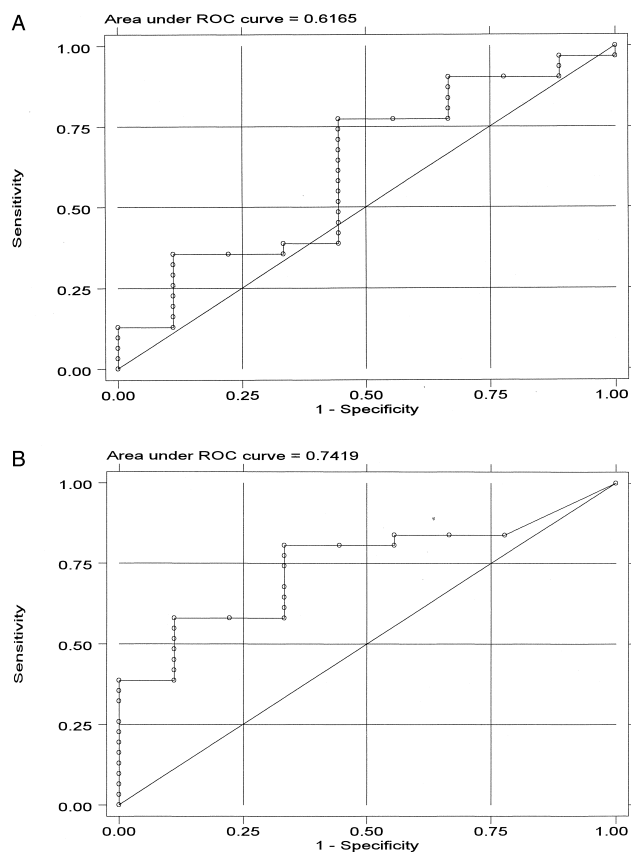 A
Area under ROC curve = 0.6165
1.00
0.75
0.50
0.25
0.00
Sensitivity
0.00 0.25 0.50 0.75 1.00
1 - Specificity
B
Area under ROC curve = 0.7419
1.00
0.75
0.50
0.25
0.00
Sensitivity
0.00 0.25 0.50 0.75 1.00
1 - Specificity